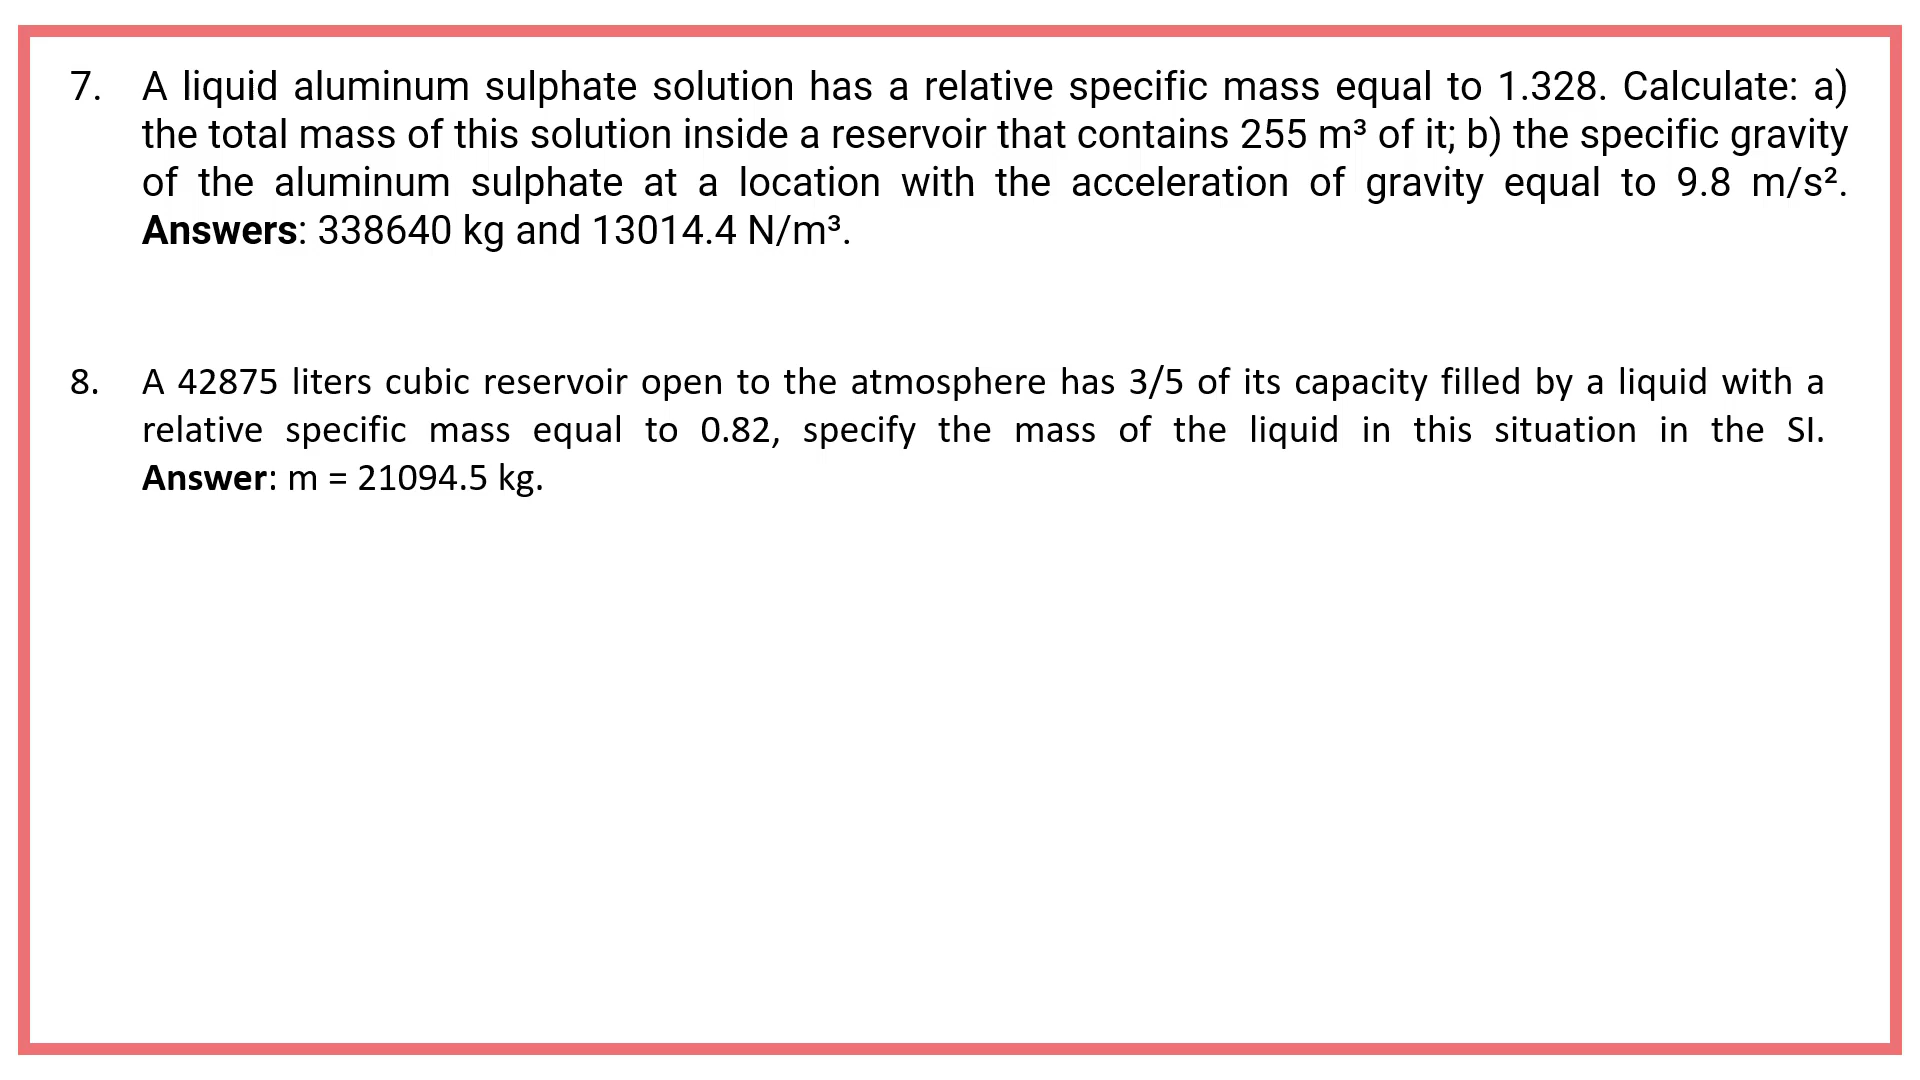 7. A liquid aluminum sulphate solution has a relative specific mass equal to 1.328. Calculate: a)
the total mass of this solution inside a reservoir that contains 255 m³ of it; b) the specific gravity
of the aluminum sulphate at a location with the acceleration of gravity equal to 9.8 m/s².
Answers: 338640 kg and 13014.4 N/m³.
8. A 42875 liters cubic reservoir open to the atmosphere has 3/5 of its capacity filled by a liquid with a
relative specific mass equal to 0.82, specify the mass of the liquid in this situation in the SI.
Answer: m = 21094.5 kg.